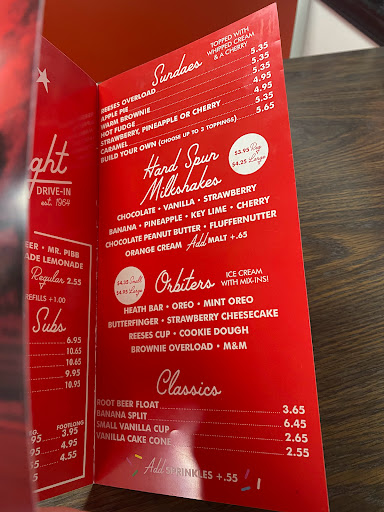 ght
DRIVE-IN
est. 1964
EER • MR. PIBB
ADE LEMONADE
Regular 2.55
REFILLS +1.00
Subs
6.95
10.65
10.65
9.95
10.95
FOOTLONG
95 3.95
95 4.95
55 4.55
Sundaes
TOPPED WITH
WHIPPED CREAM
& A CHERRY
REESES OVERLOAD 5.35
APPLE PIE 5.35
WARM BROWNIE 5.35
HOT FUDGE 4.95
STRAWBERRY, PINEAPPLE OR CHERRY 4.95
CARAMEL 5.35
BUILD YOUR OWN (CHOOSE UP TO 3 TOPPINGS) 5.65
Hand Spun
Milkshakes
$3.95 Reg
$4.25 Large
CHOCOLATE • VANILLA • STRAWBERRY
BANANA • PINEAPPLE • KEY LIME • CHERRY
CHOCOLATE PEANUT BUTTER • FLUFFERNUTTER
ORANGE CREAM Add MALT +.65
$4.35 Small
$4.95 Large
Orbiters
ICE CREAM
WITH MIX-INS!
HEATH BAR • OREO • MINT OREO
BUTTERFINGER • STRAWBERRY CHEESECAKE
REESES CUP • COOKIE DOUGH
BROWNIE OVERLOAD • M&M
Classics
ROOT BEER FLOAT 3.65
BANANA SPLIT 6.45
SMALL VANILLA CUP 2.65
VANILLA CAKE CONE 2.55
Add SPRINKLES +.55